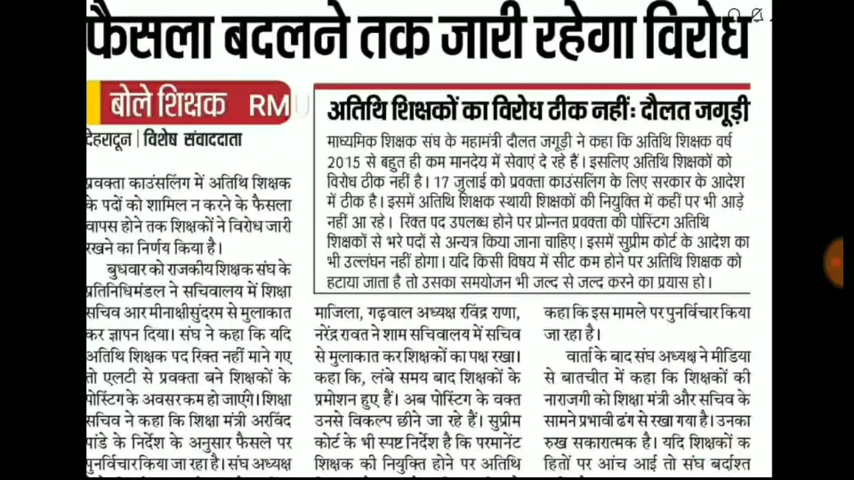 फैसला बदलने तक जारी रहेगा विरोध
बोले शिक्षक RMU
देहरादून | विशेष संवाददाता
प्रवक्ता काउंसलिंग में अतिथि शिक्षक
के पदों को शामिल न करने के फैसला
वापस होने तक शिक्षकों ने विरोध जारी
रखने का निर्णय किया है।
बुधवार को राजकीय शिक्षक संघ के
प्रतिनिधिमंडल ने सचिवालय में शिक्षा
सचिव आर मीनाक्षीसुंदरम से मुलाकात
कर ज्ञापन दिया। संघ ने कहा कि यदि
अतिथि शिक्षक पद रिक्त नहीं माने गए
तो एलटी से प्रवक्ता बने शिक्षकों के
पोस्टिंग के अवसर कम हो जाएंगे। शिक्षा
सचिव ने कहा कि शिक्षा मंत्री अरविंद
पांडे के निर्देश के अनुसार फैसले पर
पुनर्विचार किया जा रहा है। संघ अध्यक्ष
अतिथि शिक्षकों का विरोध ठीक नहीं: दौलत जगूड़ी
माध्यमिक शिक्षक संघ के महामंत्री दौलत जगूड़ी ने कहा कि अतिथि शिक्षक वर्ष
2015 से बहुत ही कम मानदेय में सेवाएं दे रहे हैं। इसलिए अतिथि शिक्षकों को
विरोध ठीक नहीं है। 17 जुलाई को प्रवक्ता काउंसलिंग के लिए सरकार के आदेश
में ठीक है। इसमें अतिथि शिक्षक स्थायी शिक्षकों की नियुक्ति में कहीं पर भी आड़े
नहीं आ रहे। रिक्त पद उपलब्ध होने पर प्रोन्नत प्रवक्ता की पोस्टिंग अतिथि
शिक्षकों से भरे पदों से अन्यत्र किया जाना चाहिए। इसमें सुप्रीम कोर्ट के आदेश का
भी उल्लंघन नहीं होगा। यदि किसी विषय में सीट कम होने पर अतिथि शिक्षक को
हटाया जाता है तो उसका समयोजन भी जल्द से जल्द करने का प्रयास हो।
माजिला, गढ़वाल अध्यक्ष रविंद्र राणा,
नरेंद्र रावत ने शाम सचिवालय में सचिव
से मुलाकात कर शिक्षकों का पक्ष रखा।
कहा कि, लंबे समय बाद शिक्षकों के
प्रमोशन हुए हैं। अब पोस्टिंग के वक्त
उनसे विकल्प छीने जा रहे हैं। सुप्रीम
कोर्ट के भी स्पष्ट निर्देश है कि परमानेंट
शिक्षक की नियुक्ति होने पर अतिथि
कहा कि इस मामले पर पुनर्विचार किया
जा रहा है।
वार्ता के बाद संघ अध्यक्ष ने मीडिया
से बातचीत में कहा कि शिक्षकों की
नाराजगी को शिक्षा मंत्री और सचिव के
सामने प्रभावी ढंग से रखा गया है। उनका
रुख सकारात्मक है। यदि शिक्षकों क
हितों पर आंच आई तो संघ बर्दाश्त